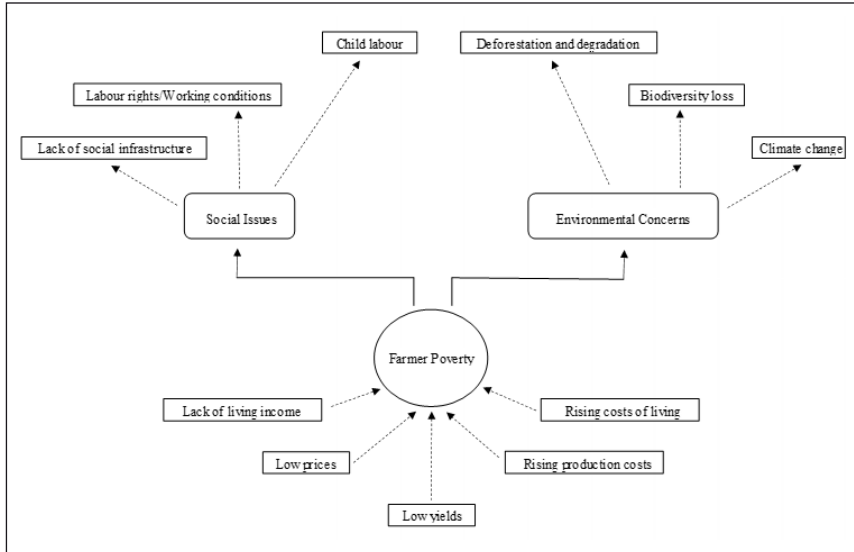 Child labour
Deforestation and degradation
Labour rights/Working conditions
Biodiversity loss
Lack of social infrastructure
Climate change
Social Issues
Environmental Concerns
Farmer Poverty
Lack of living income
Rising costs of living
Low prices
Rising production costs
Low yields